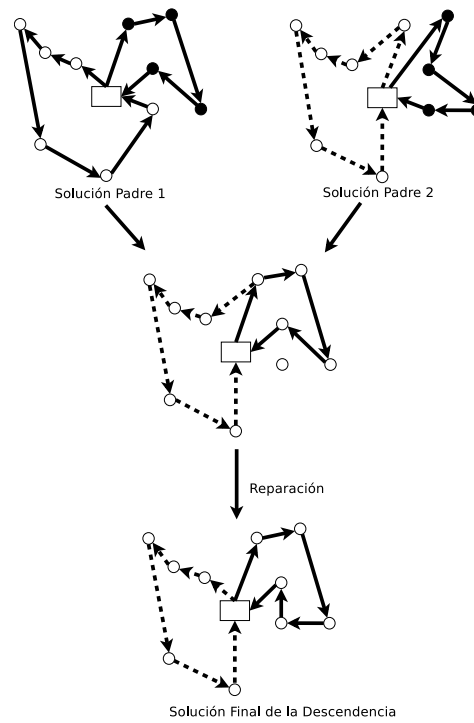 Solución Padre 1
Solución Padre 2
Reparación
Solución Final de la Descendencia